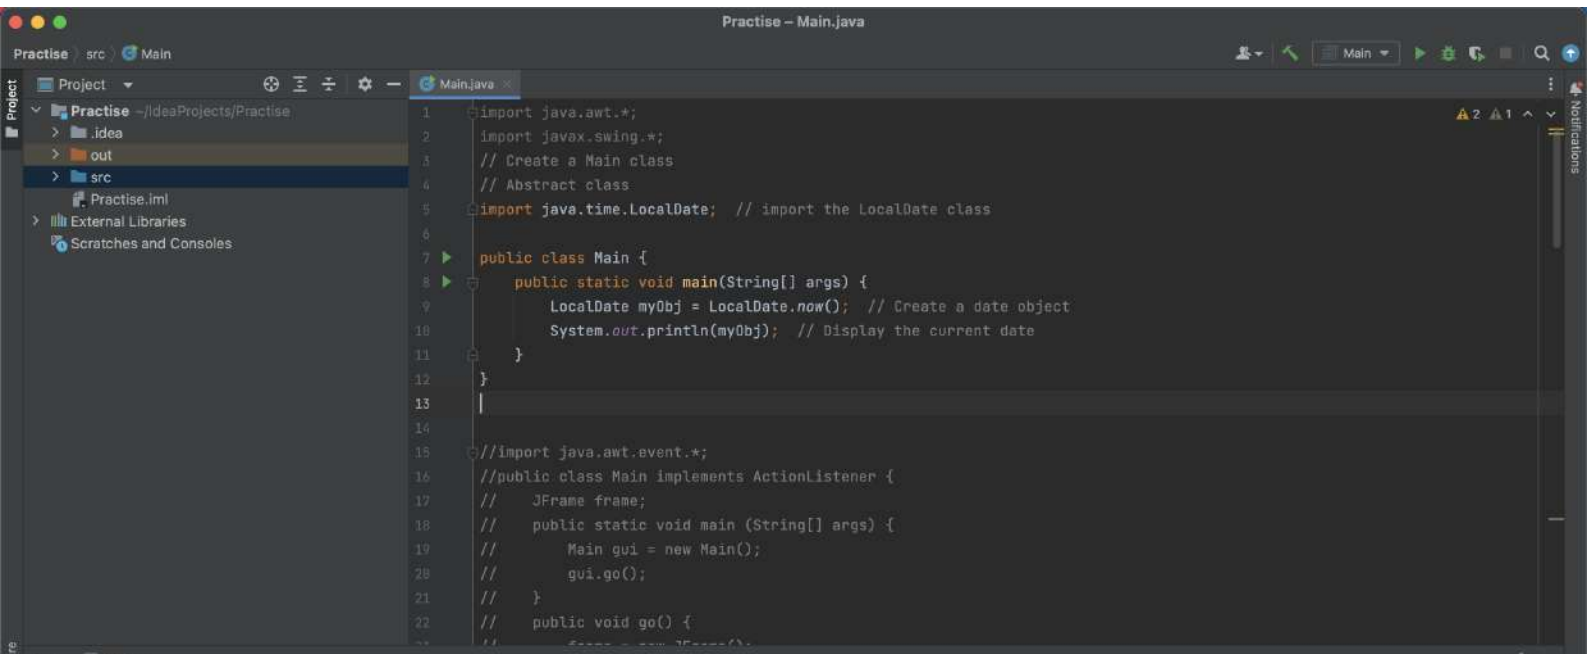 Practise – Main.java
Practise src Main
Main
Project
Main.java
Project
Practise ~/IdeaProjects/Practise
.idea
out
src
Practise.iml
External Libraries
Scratches and Consoles
2 1
Notifications
1 import java.awt.*;
2 import javax.swing.*;
3 // Create a Main class
4 // Abstract class
5 import java.time.LocalDate;  // import the LocalDate class
6
7 public class Main {
8     public static void main(String[] args) {
9         LocalDate myObj = LocalDate.now();  // Create a date object
10         System.out.println(myObj);  // Display the current date
11     }
12 }
13
14
15 //import java.awt.event.*;
16 //public class Main implements ActionListener {
17 //    JFrame frame;
18 //    public static void main (String[] args) {
19 //        Main gui = new Main();
20 //        gui.go();
21 //    }
22 //    public void go() {